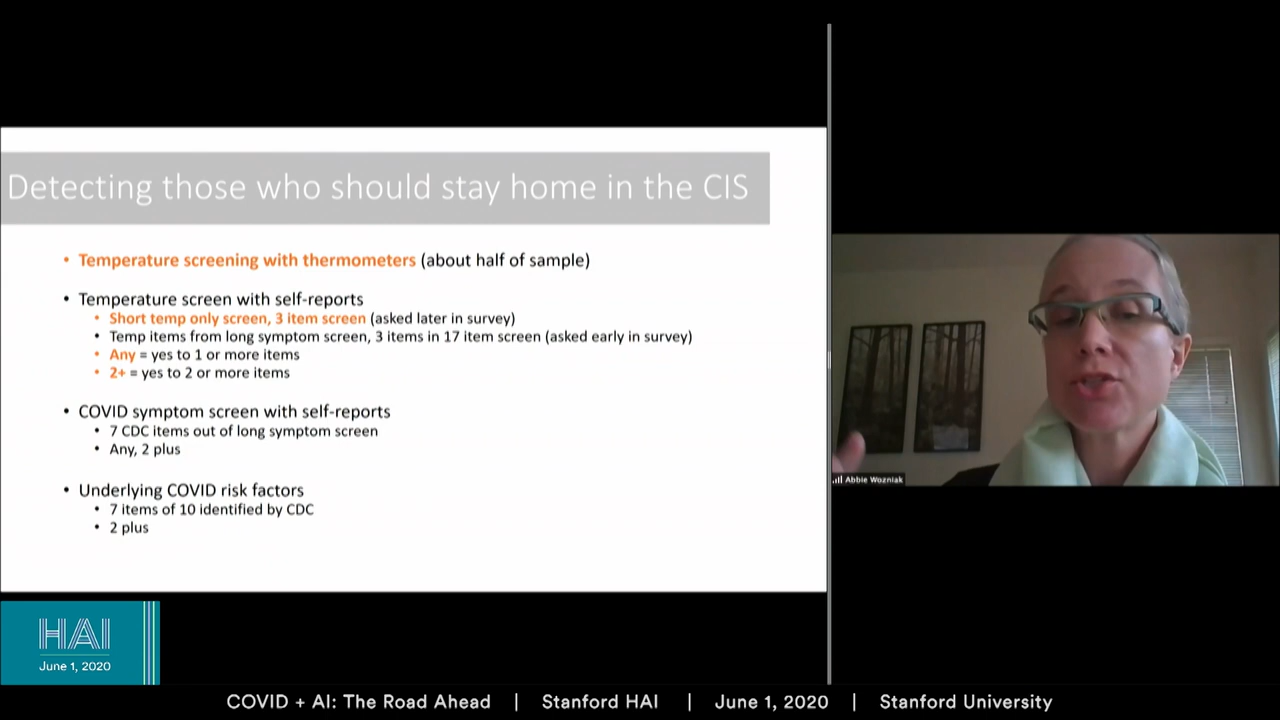 Detecting those who should stay home in the CIS
• Temperature screening with thermometers (about half of sample)
• Temperature screen with self-reports
• Short temp only screen, 3 item screen (asked later in survey)
• Temp items from long symptom screen, 3 items in 17 item screen (asked early in survey)
• Any = yes to 1 or more items
• 2+ = yes to 2 or more items
• COVID symptom screen with self-reports
• 7 CDC items out of long symptom screen
• Any, 2 plus
• Underlying COVID risk factors
• 7 items of 10 identified by CDC
• 2 plus
Abbie Wozniak
HAI
June 1, 2020
COVID + AI: The Road Ahead | Stanford HAI | June 1, 2020 | Stanford University